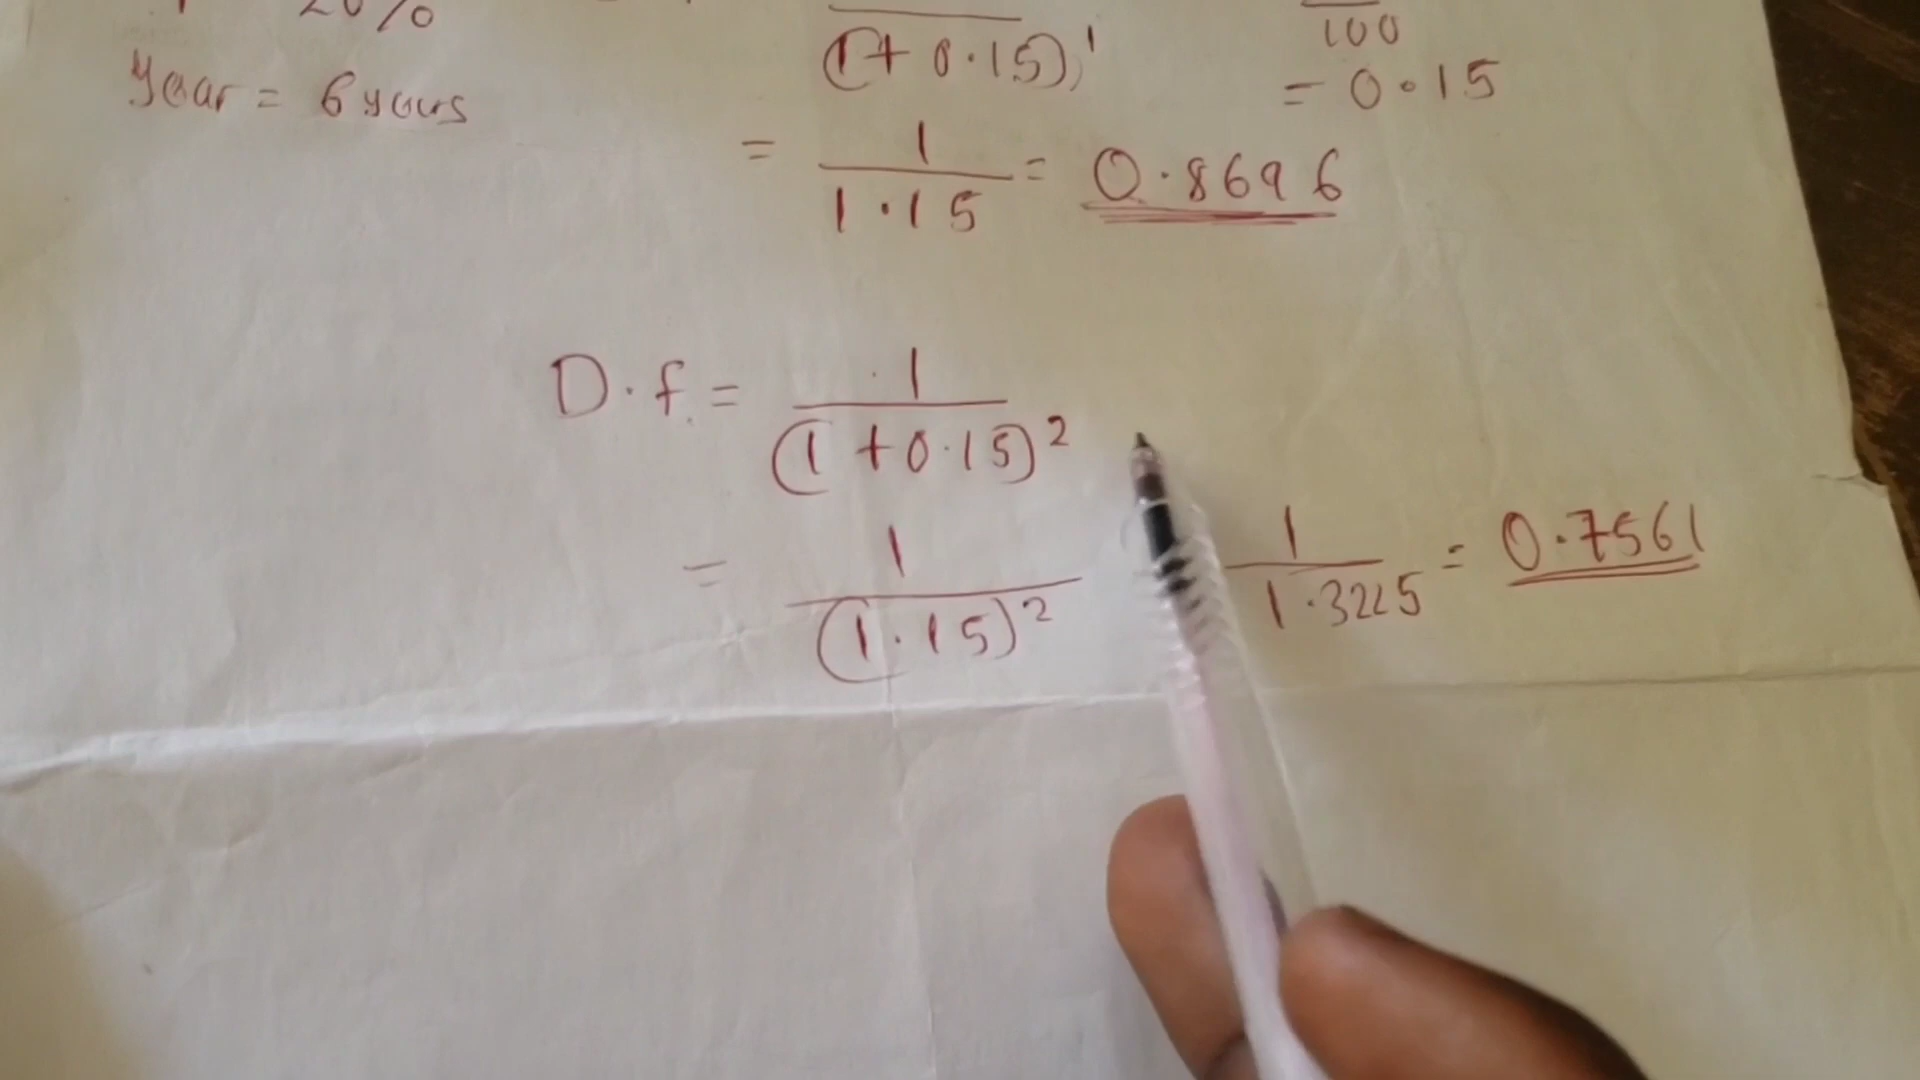 20%
Year = 6 years
(1+0.15)¹
100
= 0.15
= 1/1.15 = 0.8696
D.f. = 1/(1+0.15)²
= 1/(1.15)² 1/1.3225 = 0.7561